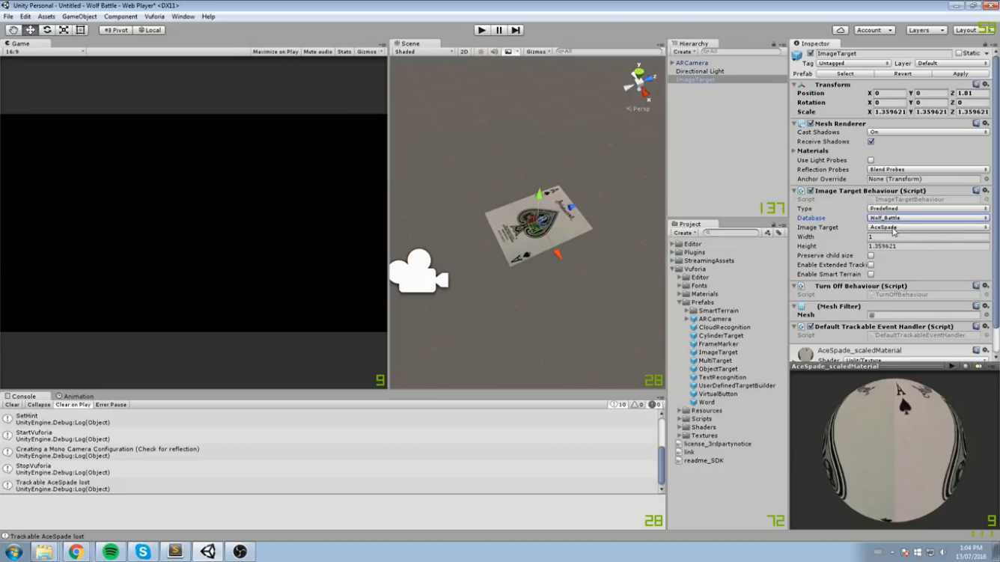 Unity Personal - Untitled - Wolf Battle - Web Player* <DX11>
File Edit Assets GameObject Component Vuforia Window Help
Pivot Local Account Layers Layout
58
Game
16:9 Maximize on Play Mute audio Stats Gizmos
9
Scene
Shaded 2D Gizmos All
y
z
x
Persp
A
A
28
Hierarchy
Create All
ARCamera
Directional Light
ImageTarget
137
Project
Create
Editor
Plugins
StreamingAssets
Vuforia
Editor
Fonts
Materials
Prefabs
SmartTerrain
ARCamera
CloudRecognition
CylinderTarget
FrameMarker
ImageTarget
MultiTarget
ObjectTarget
TextRecognition
UserDefinedTargetBuilder
VirtualButton
Word
Resources
Scripts
Shaders
Textures
license_3rdpartynotice
link
readme_SDK
72
Inspector
ImageTarget Static
Tag Untagged Layer Default
Prefab Select Revert Apply
Transform
Position X 0 Y 0 Z 1.81
Rotation X 0 Y 0 Z 0
Scale X 1.359621 Y 1.359621 Z 1.359621
Mesh Renderer
Cast Shadows On
Receive Shadows
Materials
Use Light Probes
Reflection Probes Blend Probes
Anchor Override None (Transform)
Image Target Behaviour (Script)
Script ImageTargetBehaviour
Type Predefined
Database Wolf_Battle
Image Target AceSpade
Width 1
Height 1.359621
Preserve child size
Enable Extended Tracki
Enable Smart Terrain
Turn Off Behaviour (Script)
Script TurnOffBehaviour
(Mesh Filter)
Mesh
Default Trackable Event Handler (Script)
Script DefaultTrackableEventHandler
AceSpade_scaledMaterial
Shader Unlit/Texture
AceSpade_scaledMaterial
A
9
Console Animation
Clear Collapse Clear on Play Error Pause 10 0 0
SetHint
UnityEngine.Debug:Log(Object)
StartVuforia
UnityEngine.Debug:Log(Object)
Creating a Mono Camera Configuration (Check for reflection)
UnityEngine.Debug:Log(Object)
StopVuforia
UnityEngine.Debug:Log(Object)
Trackable AceSpade lost
UnityEngine.Debug:Log(Object)
28
Trackable AceSpade lost
1:04 PM
13/07/2016